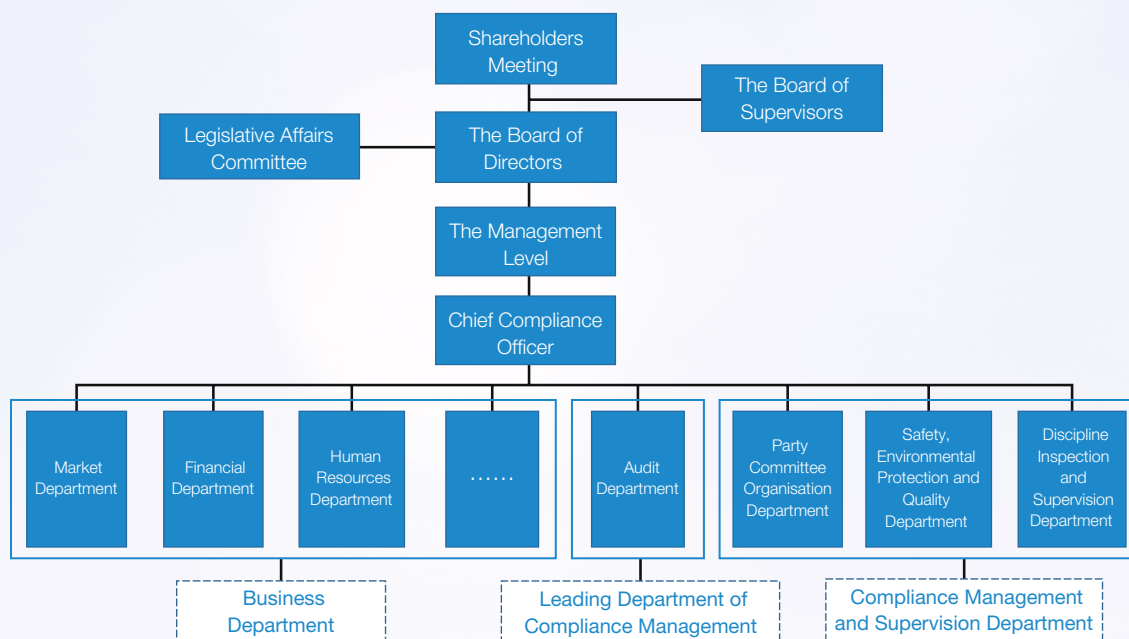 Shareholders
Meeting
The Board of
Supervisors
Legislative Affairs
Committee
The Board of
Directors
The Management
Level
Chief Compliance
Officer
Market
Department
Financial
Department
Human
Resources
Department
......
Audit
Department
Party
Committee
Organisation
Department
Safety,
Environmental
Protection and
Quality
Department
Discipline
Inspection
and
Supervision
Department
Business
Department
Leading Department of
Compliance Management
Compliance Management
and Supervision Department